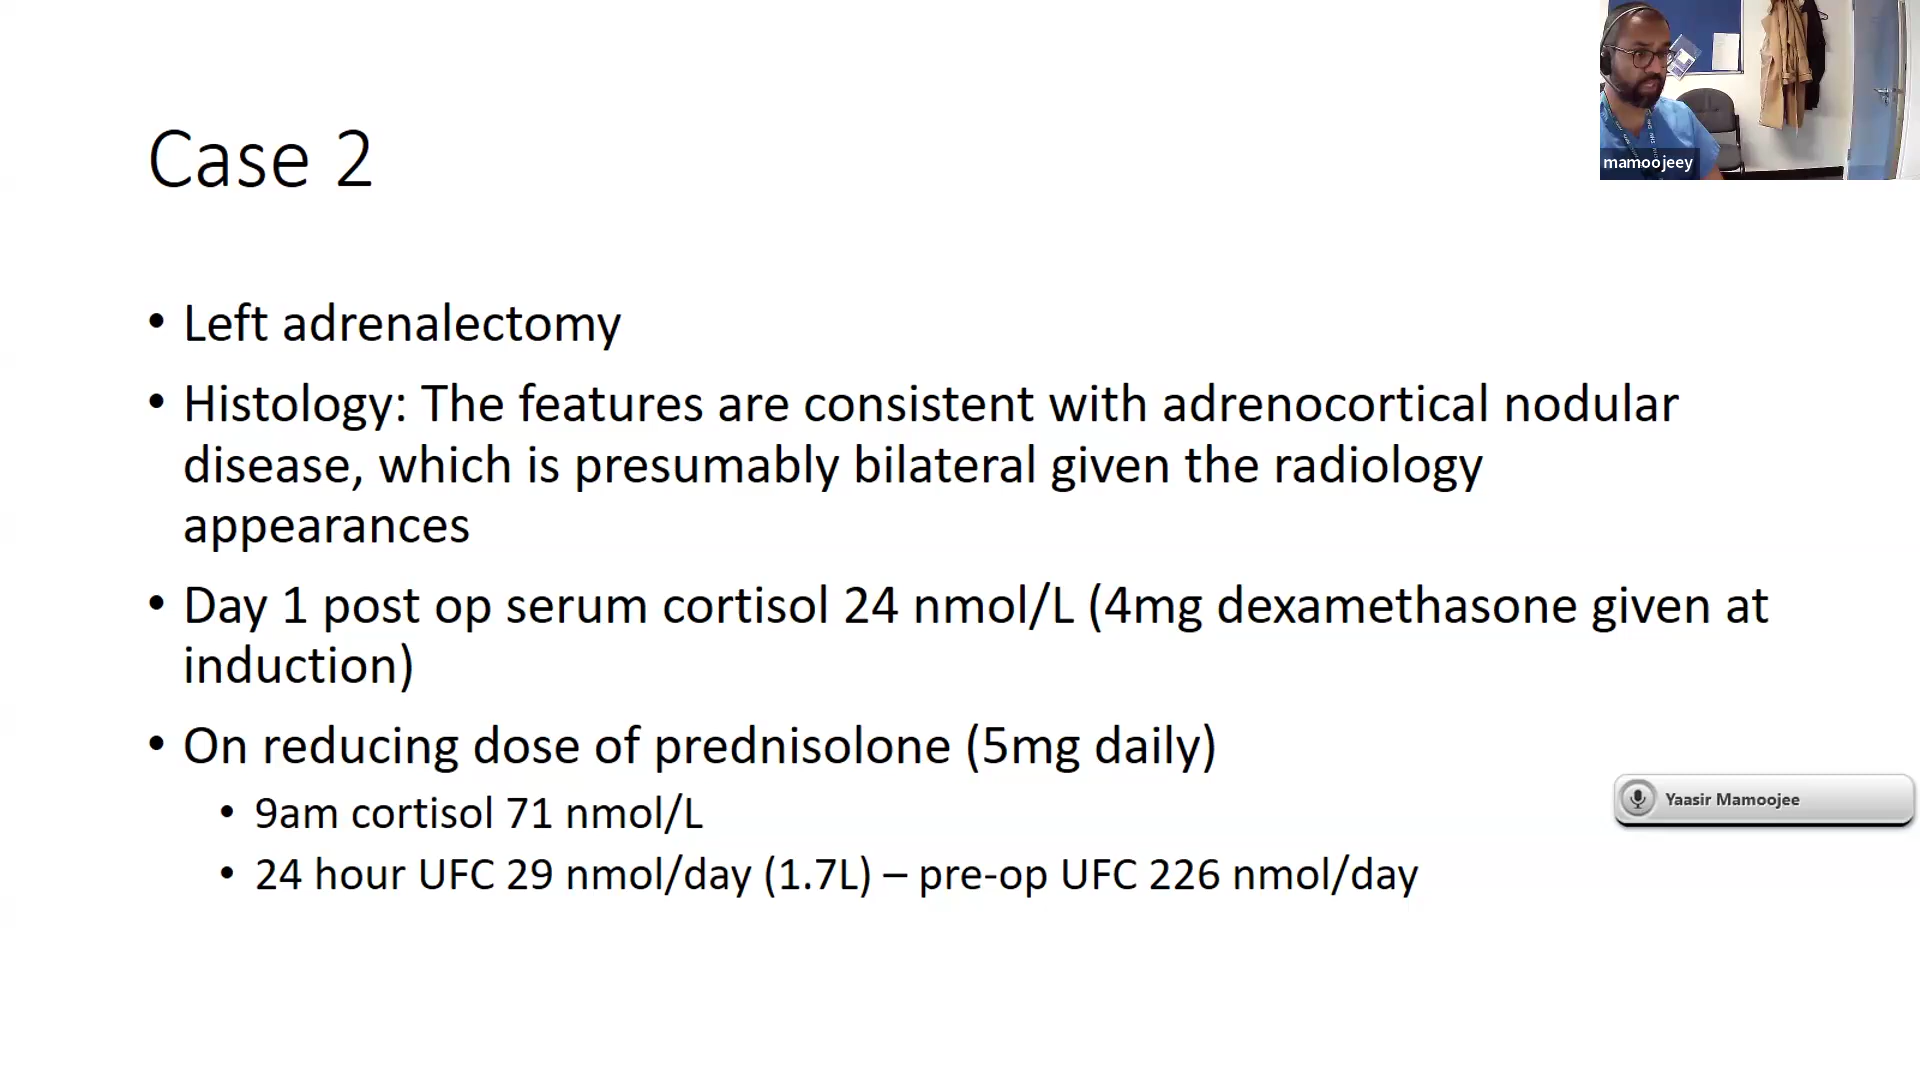 mamoojeey
Case 2
• Left adrenalectomy
• Histology: The features are consistent with adrenocortical nodular
disease, which is presumably bilateral given the radiology
appearances
• Day 1 post op serum cortisol 24 nmol/L (4mg dexamethasone given at
induction)
• On reducing dose of prednisolone (5mg daily)
• 9am cortisol 71 nmol/L
• 24 hour UFC 29 nmol/day (1.7L) – pre-op UFC 226 nmol/day
Yaasir Mamoojee